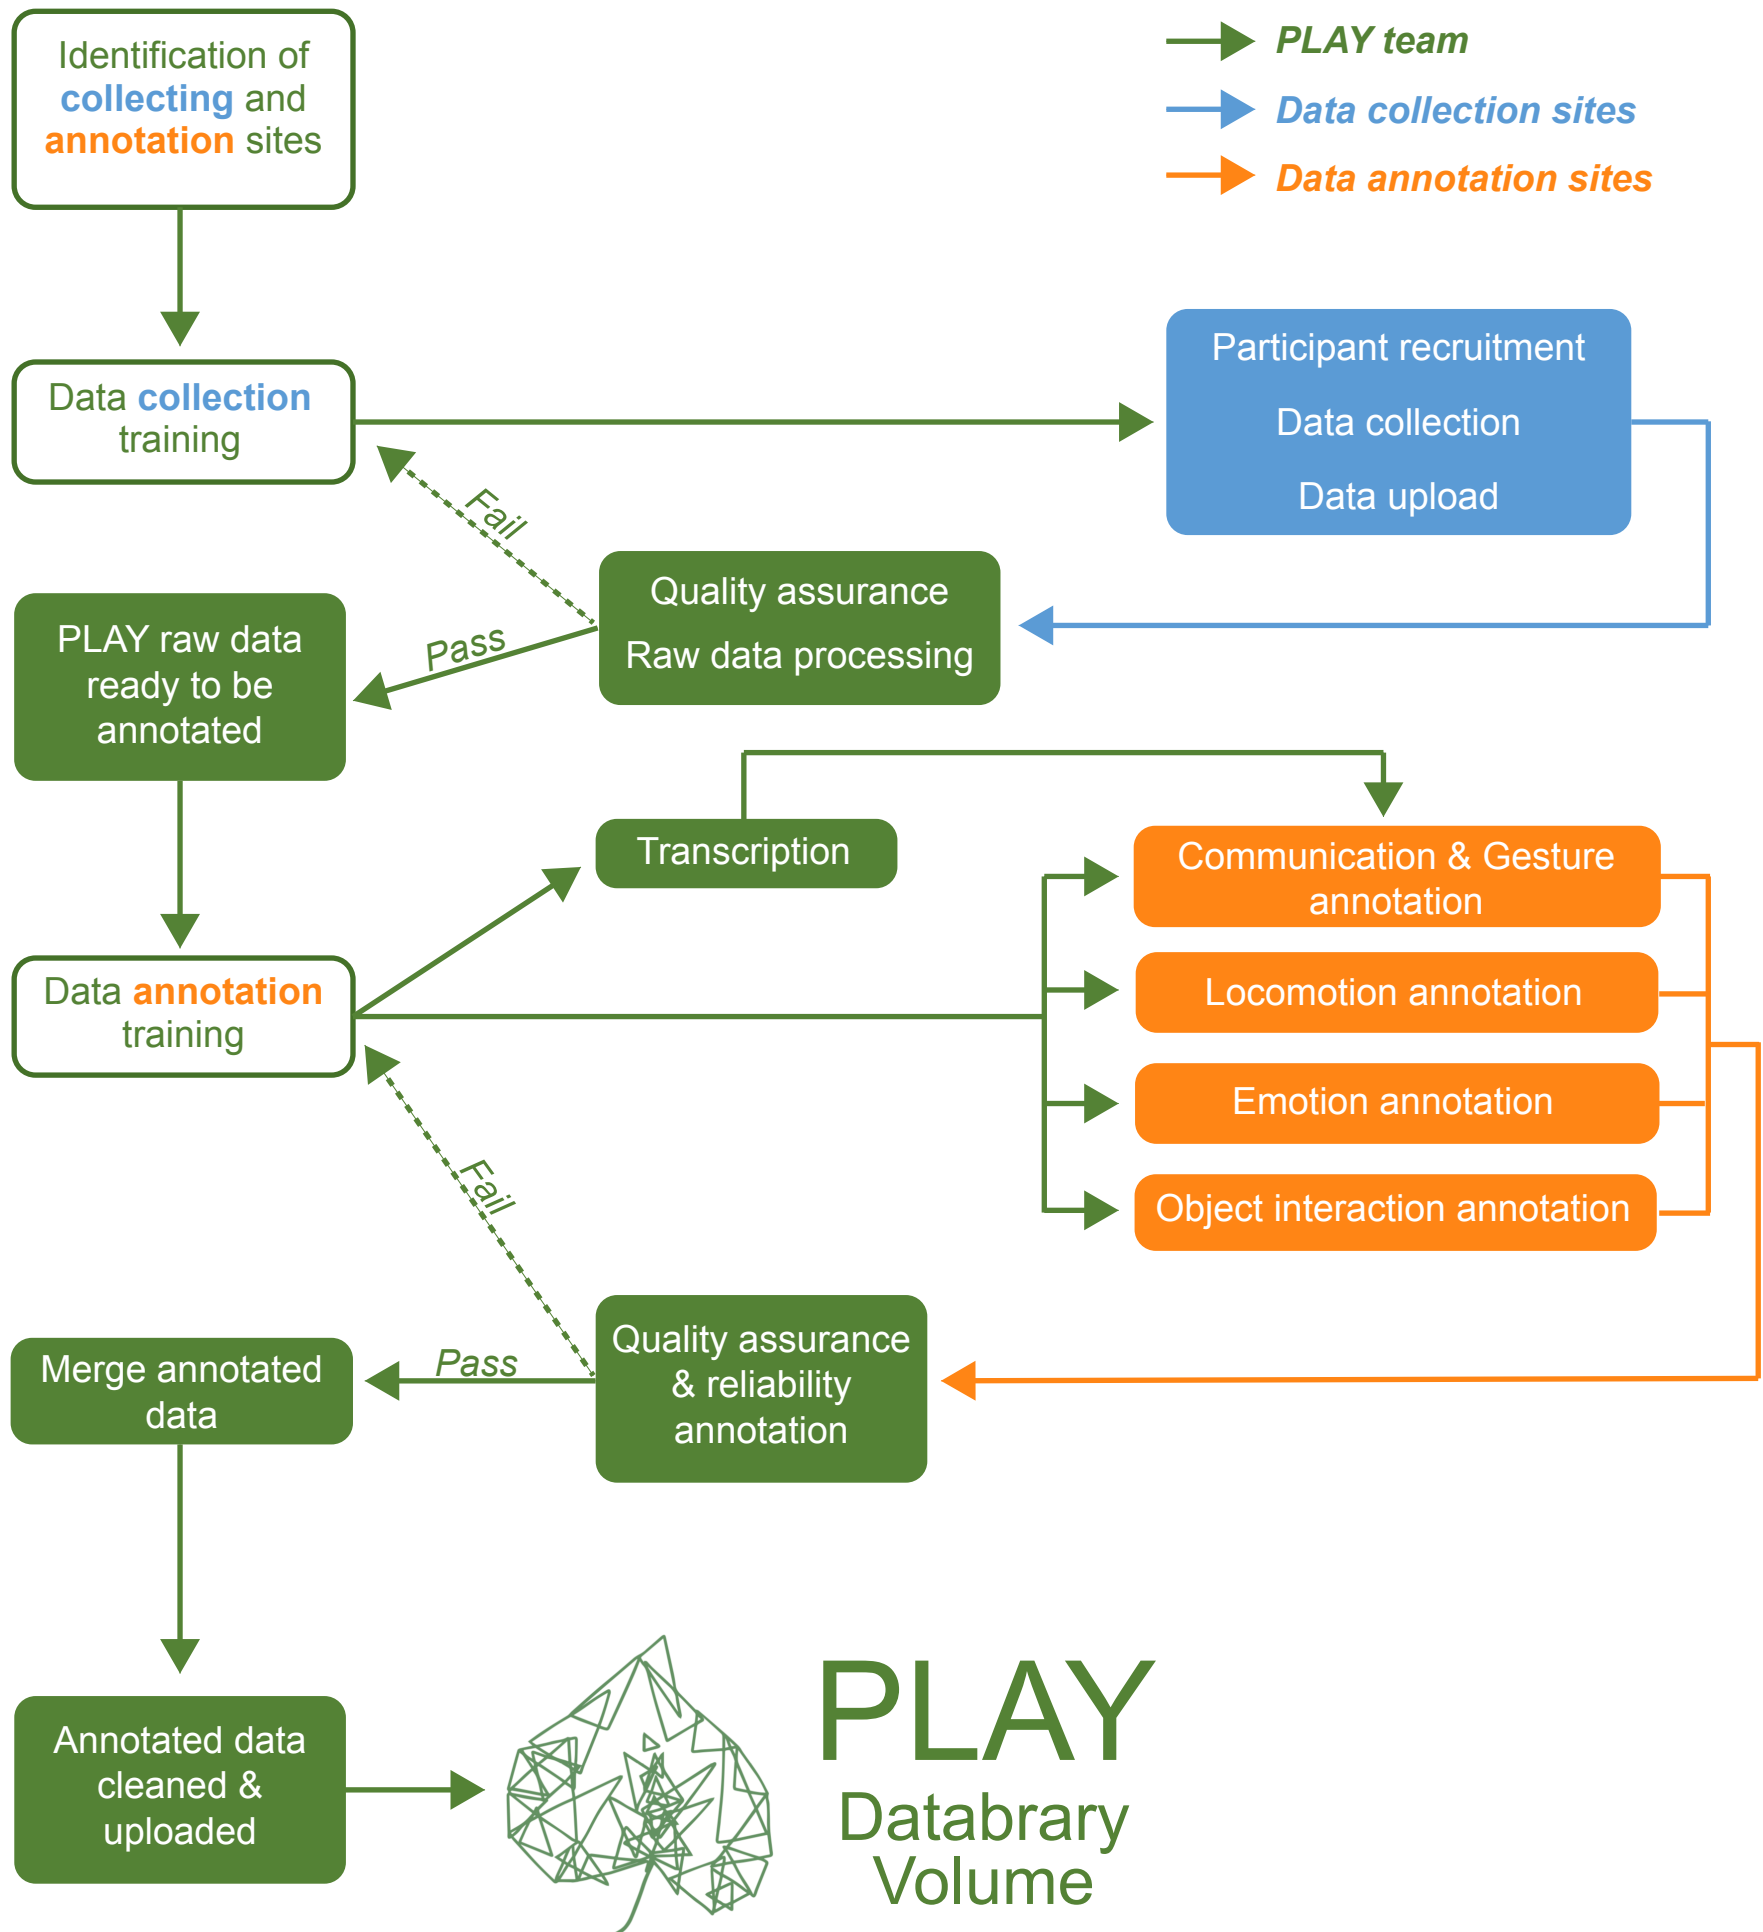 Identification of
collecting and
annotation sites
PLAY team
Data collection sites
Data annotation sites
Data collection
training
Participant recruitment
Data collection
Data upload
Fail
Quality assurance
Raw data processing
Pass
PLAY raw data
ready to be
annotated
Transcription
Communication & Gesture
annotation
Locomotion annotation
Emotion annotation
Object interaction annotation
Data annotation
training
Fail
Quality assurance
& reliability
annotation
Pass
Merge annotated
data
Annotated data
cleaned &
uploaded
PLAY
Databrary
Volume